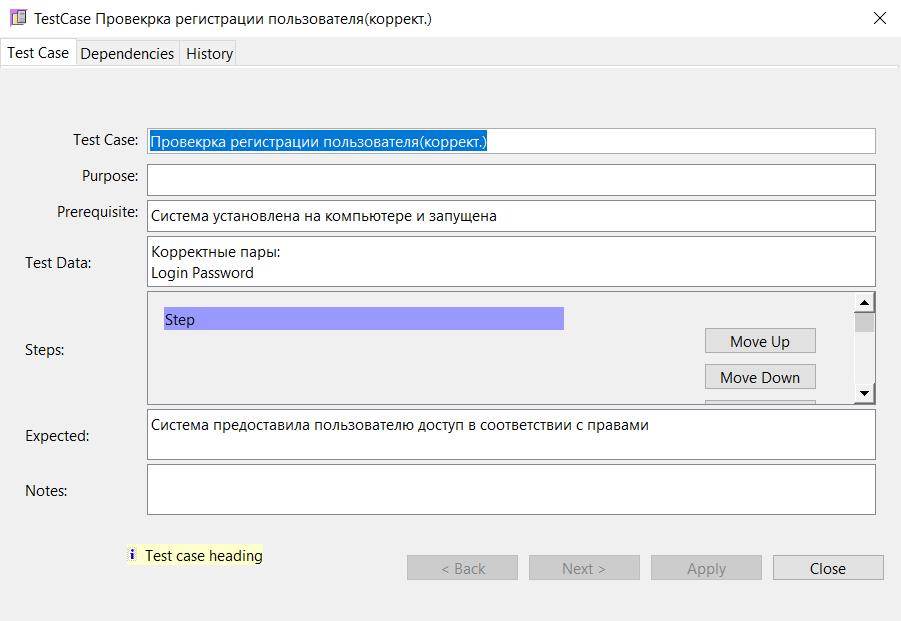 TestCase Провекрка регистрации пользователя(коррект.)
Test Case Dependencies History
Test Case: Провекрка регистрации пользователя(коррект.)
Purpose:
Prerequisite: Система установлена на компьютере и запущена
Test Data: Корректные пары:
Login Password
Steps: Step
Move Up
Move Down
Expected: Система предоставила пользователю доступ в соответствии с правами
Notes:
i Test case heading
< Back Next > Apply Close